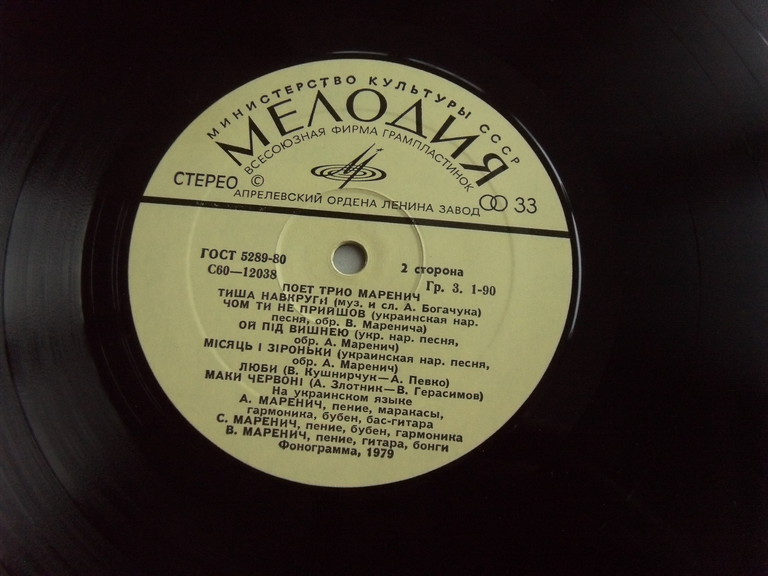 МИНИСТЕРСТВО КУЛЬТУРЫ СССР
МЕЛОДИЯ
ВСЕСОЮЗНАЯ ФИРМА ГРАМПЛАСТИНОК
СТЕРЕО ©
33
АПРЕЛЕВСКИЙ ОРДЕНА ЛЕНИНА ЗАВОД
ГОСТ 5289-80
2 сторона
С60—12038
Гр. 3. 1-90
ПОЕТ ТРИО МАРЕНИЧ
ТИША НАВКРУГИ (муз. и сл. А. Богачука)
ЧОМ ТИ НЕ ПРИЙШОВ (украинская нар.
песня, обр. В. Маренича)
ОЙ ПІД ВИШНЕЮ (укр. нар. песня,
обр. А. Маренич)
МІСЯЦЬ І ЗІРОНЬКИ (украинская нар. песня,
обр. А. Маренич)
ЛЮБИ (В. Кушнирчук—А. Певко)
МАКИ ЧЕРВОНІ (А. Злотник—В. Герасимов)
На украинском языке
А. МАРЕНИЧ, пение, маракасы,
гармоника, бубен, бас-гитара
С. МАРЕНИЧ, пение, бубен, гармоника
В. МАРЕНИЧ, пение, гитара, бонги
Фонограмма, 1979